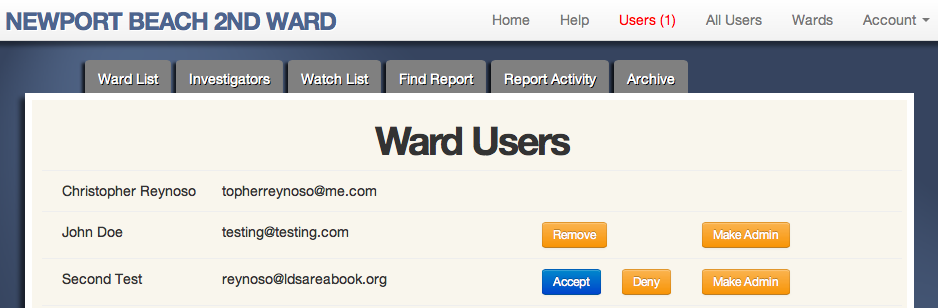 NEWPORT BEACH 2ND WARD Home Help Users (1) All Users Wards Account
Ward List Investigators Watch List Find Report Report Activity Archive
Ward Users
Christopher Reynoso topherreynoso@me.com
John Doe testing@testing.com Remove Make Admin
Second Test reynoso@ldsareabook.org Accept Deny Make Admin